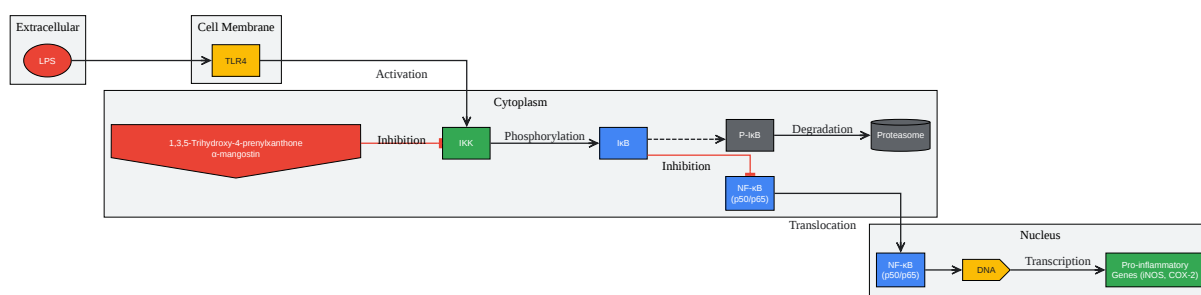 Extracellular
LPS
Cell Membrane
TLR4
Activation
Cytoplasm
1,3,5-Trihydroxy-4-prenylxanthone
α-mangostin
Inhibition
IKK
Phosphorylation
IκB
P-IκB
Degradation
Proteasome
Inhibition
NF-κB
(p50/p65)
Translocation
Nucleus
NF-κB
(p50/p65)
DNA
Transcription
Pro-inflammatory
Genes (iNOS, COX-2)